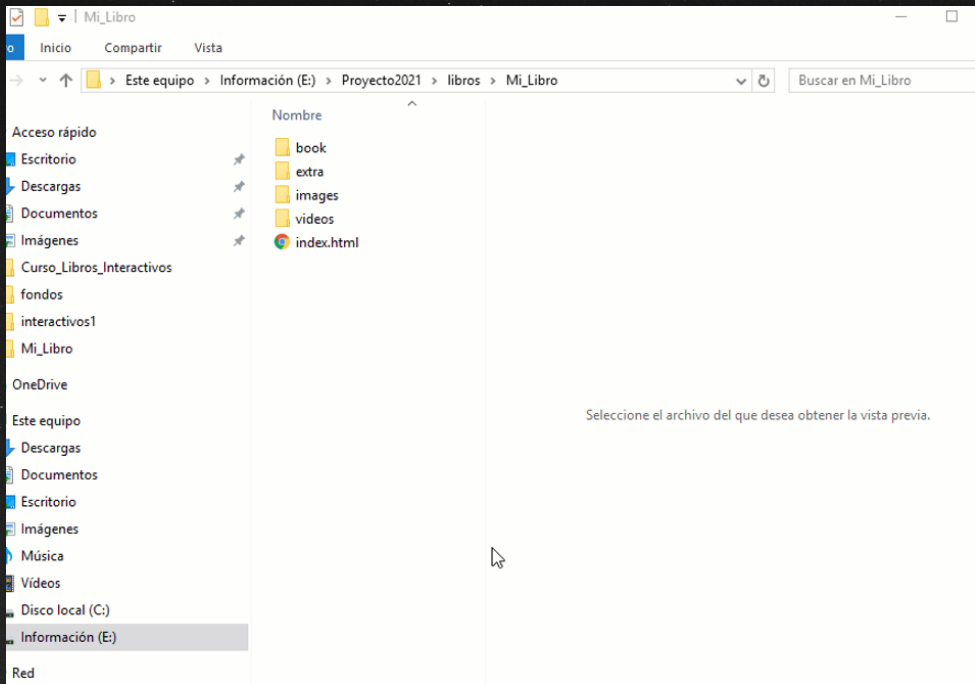 Mi_Libro
o Inicio Compartir Vista
Este equipo Información (E:) Proyecto2021 libros Mi_Libro Buscar en Mi_Libro
Acceso rápido
Escritorio
Descargas
Documentos
Imágenes
Curso_Libros_Interactivos
fondos
interactivos1
Mi_Libro
OneDrive
Este equipo
Descargas
Documentos
Escritorio
Imágenes
Música
Vídeos
Disco local (C:)
Información (E:)
Red
Nombre
book
extra
images
videos
index.html
Seleccione el archivo del que desea obtener la vista previa.